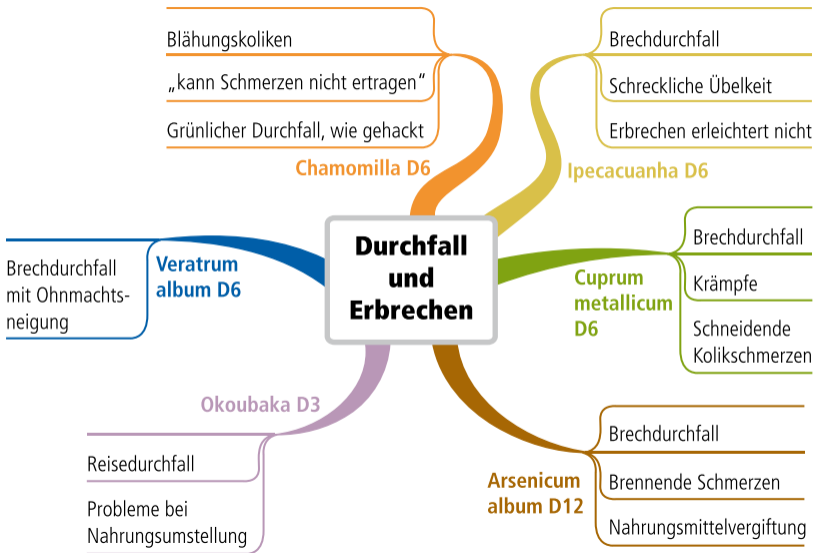 Durchfall
und
Erbrechen
Blähungskoliken
„kann Schmerzen nicht ertragen“
Grünlicher Durchfall, wie gehackt
Chamomilla D6
Brechdurchfall
Schreckliche Übelkeit
Erbrechen erleichtert nicht
Ipecacuanha D6
Brechdurchfall
Krämpfe
Schneidende
Kolikschmerzen
Cuprum
metallicum
D6
Brechdurchfall
Brennende Schmerzen
Nahrungsmittelvergiftung
Arsenicum
album D12
Okoubaka D3
Reisedurchfall
Probleme bei
Nahrungsumstellung
Veratrum
album D6
Brechdurchfall
mit Ohnmachts-
neigung